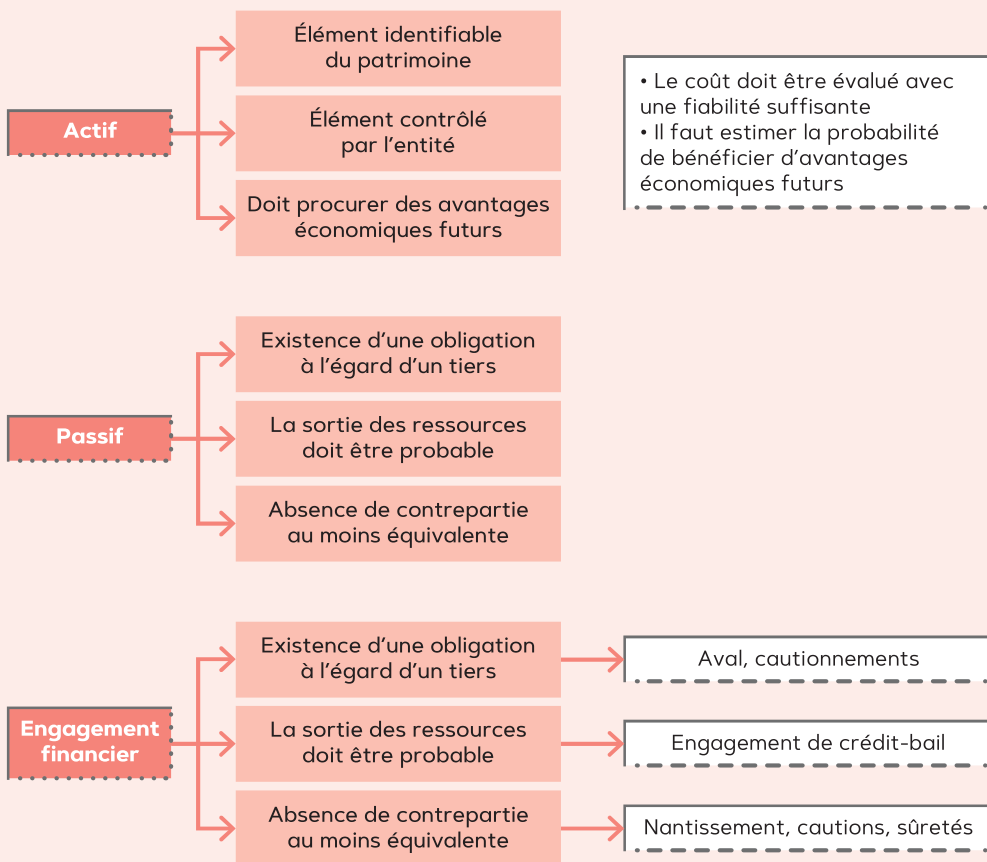 Actif
Élément identifiable
du patrimoine
Élément contrôlé
par l'entité
Doit procurer des avantages
économiques futurs
• Le coût doit être évalué avec
une fiabilité suffisante
• Il faut estimer la probabilité
de bénéficier d'avantages
économiques futurs
Passif
Existence d'une obligation
à l'égard d'un tiers
La sortie des ressources
doit être probable
Absence de contrepartie
au moins équivalente
Engagement
financier
Existence d'une obligation
à l'égard d'un tiers
Aval, cautionnements
La sortie des ressources
doit être probable
Engagement de crédit-bail
Absence de contrepartie
au moins équivalente
Nantissement, cautions, sûretés